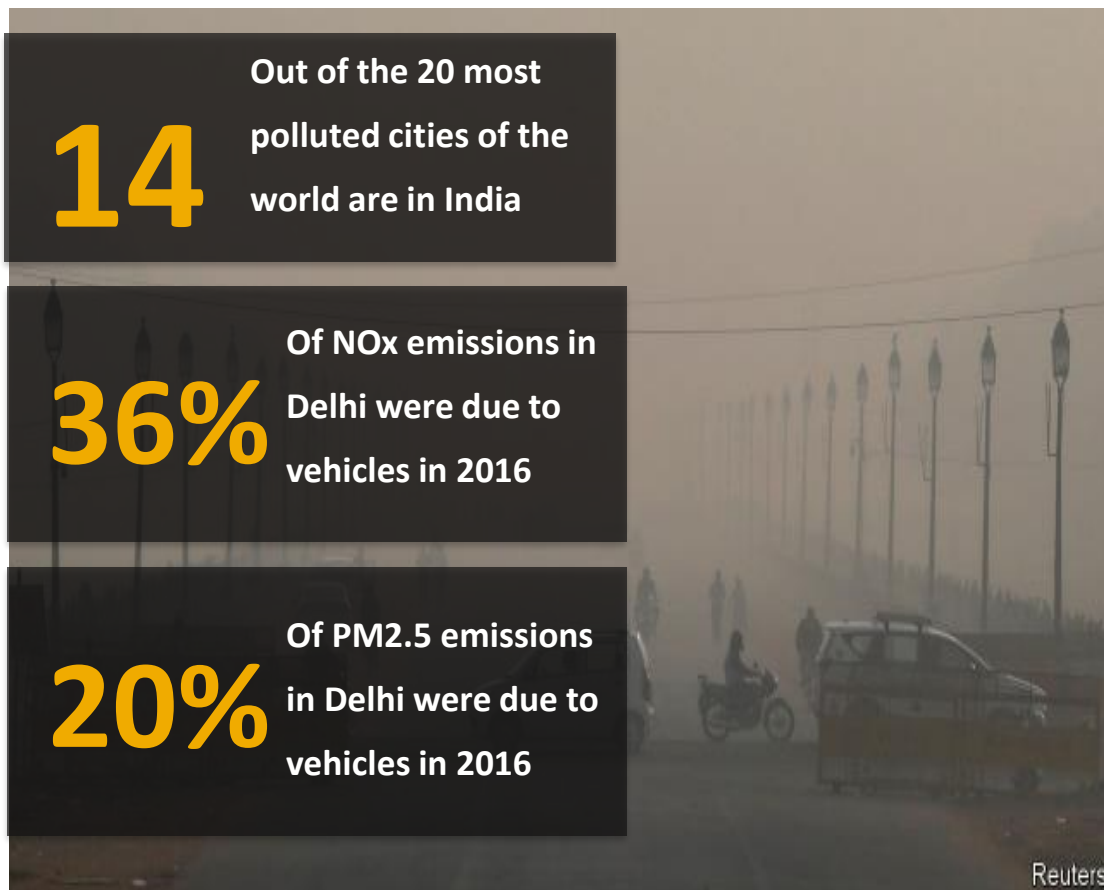 14
Out of the 20 most
polluted cities of the
world are in India
36%
Of NOx emissions in
Delhi were due to
vehicles in 2016
20%
Of PM2.5 emissions
in Delhi were due to
vehicles in 2016
Reuters